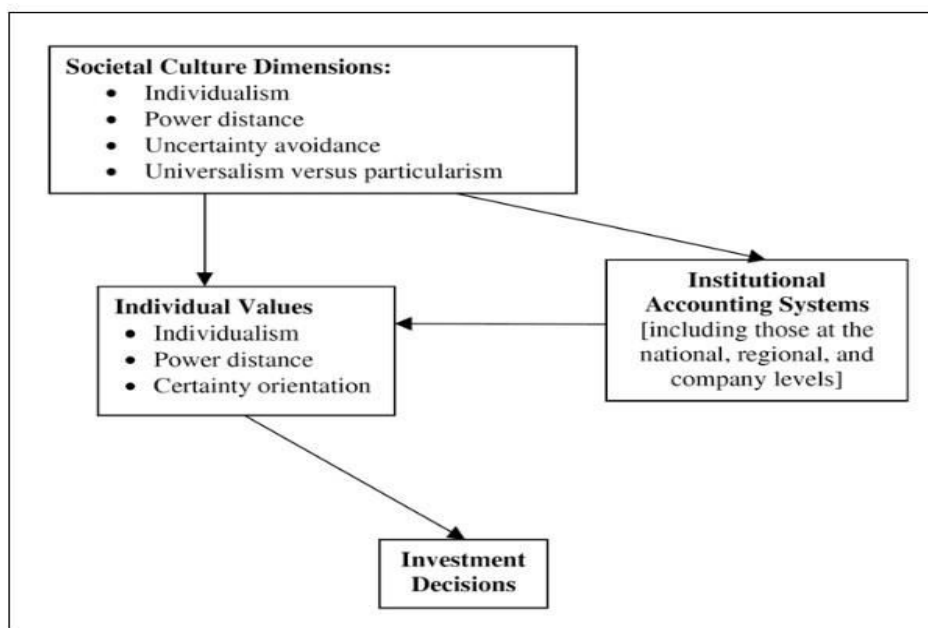 Societal Culture Dimensions:
• Individualism
• Power distance
• Uncertainty avoidance
• Universalism versus particularism
Individual Values
• Individualism
• Power distance
• Certainty orientation
Institutional
Accounting Systems
[including those at the
national, regional, and
company levels]
Investment
Decisions